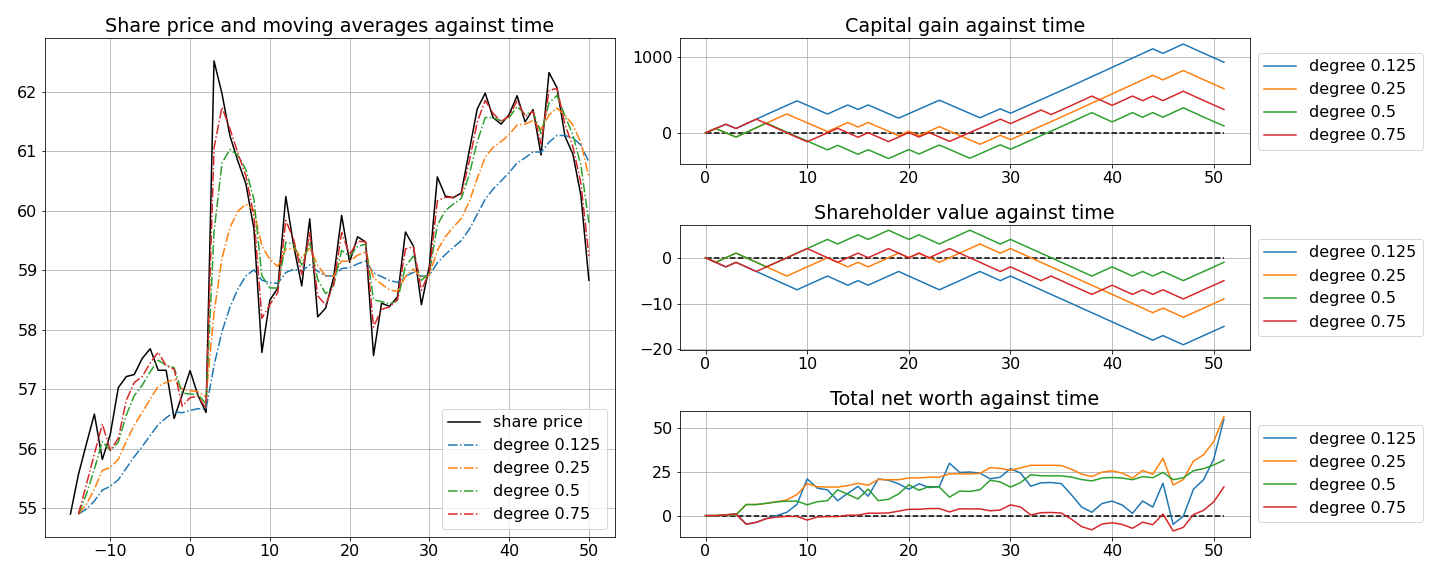 Share price and moving averages against time
62
61
60
59
58
57
56
55
−10 0 10 20 30 40 50
share price
degree 0.125
degree 0.25
degree 0.5
degree 0.75
Capital gain against time
1000
0
0 10 20 30 40 50
degree 0.125
degree 0.25
degree 0.5
degree 0.75
Shareholder value against time
0
−10
−20
0 10 20 30 40 50
degree 0.125
degree 0.25
degree 0.5
degree 0.75
Total net worth against time
50
25
0
0 10 20 30 40 50
degree 0.125
degree 0.25
degree 0.5
degree 0.75